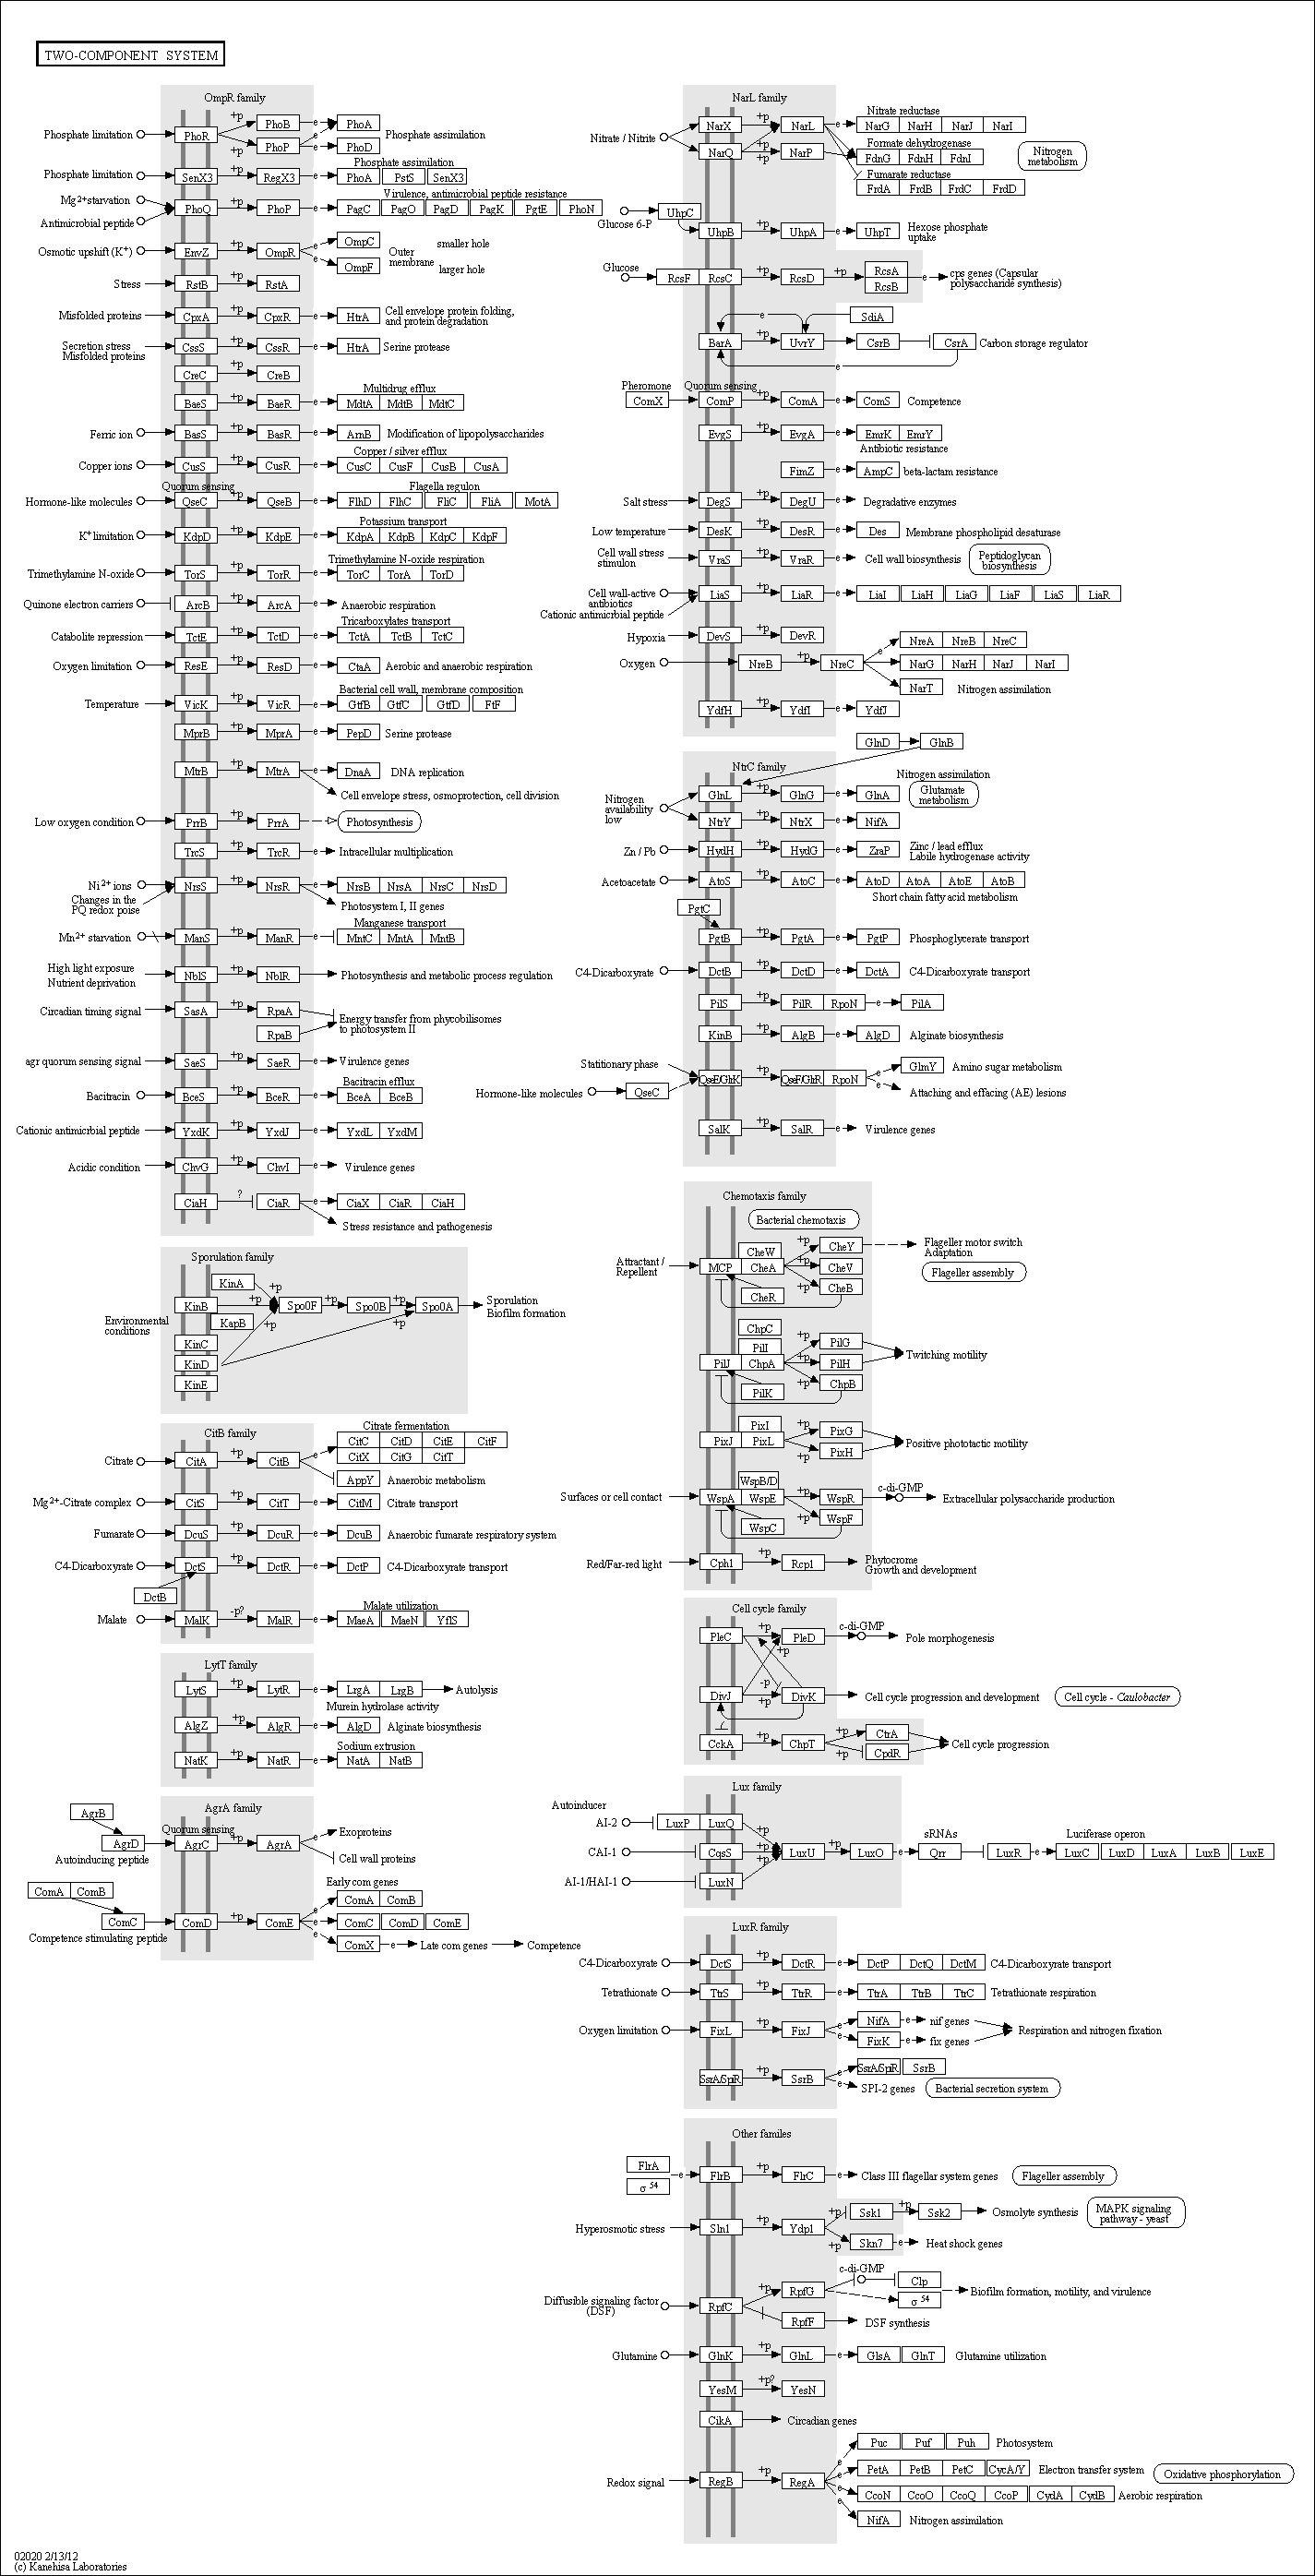 TWO-COMPONENT SYSTEM
OmpR family
Phosphate limitation PhoR +p +p PhoB PhoP e e PhoA PhoD Phosphate assimilation
Phosphate assimilation
Phosphate limitation SenX3 +p RegX3 e PhoA PstS SenX3
Mg2+starvation
Virulence, antimicrobial peptide resistance
Antimicrobial peptide PhoQ +p PhoP e PagC PagO PagD PagK PgtE PhoN
Osmotic upshift (K+) EnvZ +p OmpR e e OmpC OmpF Outer membrane smaller hole larger hole
Stress RstB +p RstA
Misfolded proteins CpxA +p CpxR e HtrA Cell envelope protein folding,
and protein degradation
Secretion stress
Misfolded proteins CssS +p CssR e HtrA Serine protease
CreC +p CreB
Multidrug efflux
BaeS +p BaeR e MdtA MdtB MdtC
Ferric ion BasS +p BasR e ArnB Modification of lipopolysaccharides
Copper / silver efflux
Copper ions CusS +p CusR e CusC CusF CusB CusA
Quorum sensing Flagella regulon
Hormone-like molecules QseC +p QseB e FlhD FlhC FliC FliA MotA
Potassium transport
K+ limitation KdpD +p KdpE e KdpA KdpB KdpC KdpF
Trimethylamine N-oxide respiration
Trimethylamine N-oxide TorS +p TorR e TorC TorA TorD
Quinone electron carriers ArcB +p ArcA e Anaerobic respiration
Tricarboxylates transport
Catabolite repression TctE +p TctD e TctA TctB TctC
Oxygen limitation ResE +p ResD e CtaA Aerobic and anaerobic respiration
Bacterial cell wall, membrane composition
Temperature VicK +p VicR e GtfB GtfC GtfD FtF
MprB +p MprA e PepD Serine protease
MtrB +p MtrA e DnaA DNA replication
Cell envelope stress, osmoprotection, cell division
Low oxygen condition PrrB +p PrrA Photosynthesis
TrcS +p TrcR e Intracellular multiplication
Ni2+ ions NrsS +p NrsR e NrsB NrsA NrsC NrsD
Changes in the
PQ redox poise
Photosystem I, II genes
Manganese transport
Mn2+ starvation ManS +p ManR e MntC MntA MntB
High light exposure
Nutrient deprivation NblS +p NblR Photosynthesis and metabolic process regulation
Circadian timing signal SasA +p RpaA
RpaB
Energy transfer from phycobilisomes
to photosystem II
agr quorum sensing signal SaeS +p SaeR e Virulence genes
Bacitracin efflux
Bacitracin BceS +p BceR e BceA BceB
Cationic antimicrbial peptide YxdK +p YxdJ e YxdL YxdM
Acidic condition ChvG +p ChvI e Virulence genes
CiaH ? CiaR e CiaX CiaR CiaH
Stress resistance and pathogenesis
Sporulation family
KinA +p
KinB Spo0F +p Spo0B +p Spo0A Sporulation
Biofilm formation
KapB +p +p
Environmental
conditions
KinC
KinD
KinE
CitB family
Citrate fermentation
CitC CitD CitE CitF
CitX CitG CitT
Citrate CitA +p CitB e
AppY Anaerobic metabolism
Mg2+-Citrate complex CitS +p CitT e CitM Citrate transport
Fumarate DcuS +p DcuR e DcuB Anaerobic fumarate respiratory system
C4-Dicarboxyrate DctS +p DctR e DctP C4-Dicarboxyrate transport
DctB
Malate utilization
Malate MalK -p? MalR e MaeA MaeN YflS
LytT family
LytS +p LytR e LrgA LrgB Autolysis
Murein hydrolase activity
AlgZ +p AlgR e AlgD Alginate biosynthesis
Sodium extrusion
NatK +p NatR e NatA NatB
AgrA family
AgrB
Quorum sensing
AgrD AgrC +p AgrA e Exoproteins
Autoinducing peptide
Cell wall proteins
Early com genes
ComA ComB
ComA ComB
ComC ComD +p ComE e e e ComC ComD ComE
Competence stimulating peptide
ComX e Late com genes Competence
NarL family
Nitrate reductase
Nitrate / Nitrite NarX +p NarL e NarG NarH NarJ NarI
Formate dehydrogenase
NarQ +p +p NarP e FdnG FdnH FdnI
Nitrogen
metabolism
Fumarate reductase
FrdA FrdB FrdC FrdD
Glucose 6-P UhpC
UhpB +p UhpA e UhpT Hexose phosphate
uptake
Glucose RcsF RcsC +p RcsD +p RcsA RcsB e cps genes (Capsular
polysaccharide synthesis)
e SdiA
BarA +p UvrY CsrB CsrA Carbon storage regulator
e
Pheromone Quorum sensing
ComX ComP +p ComA e ComS Competence
EvgS +p EvgA e EmrK EmrY
Antibiotic resistance
FimZ e AmpC beta-lactam resistance
Salt stress DegS +p DegU e Degradative enzymes
Low temperature DesK +p DesR e Des Membrane phospholipid desaturase
Cell wall stress
stimulon VraS +p VraR e Cell wall biosynthesis Peptidoglycan
biosynthesis
Cell wall-active
antibiotics LiaS +p LiaR e LiaI LiaH LiaG LiaF LiaS LiaR
Cationic antimicrbial peptide
Hypoxia DevS +p DevR
NreA NreB NreC
Oxygen NreB +p NreC e NarG NarH NarJ NarI
NarT Nitrogen assimilation
YdfH +p YdfI e YdfJ
GlnD GlnB
NtrC family
Nitrogen assimilation
Nitrogen
availability
low
GlnL +p GlnG e GlnA Glutamate
metabolism
NtrY +p NtrX e NifA
Zn / Pb HydH +p HydG e ZraP Zinc / lead efflux
Labile hydrogenase activity
Acetoacetate AtoS +p AtoC e AtoD AtoA AtoE AtoB
Short chain fatty acid metabolism
PgtC
PgtB +p PgtA e PgtP Phosphoglycerate transport
C4-Dicarboxyrate DctB +p DctD e DctA C4-Dicarboxyrate transport
PilS +p PilR RpoN e PilA
KinB +p AlgB e AlgD Alginate biosynthesis
Statitionary phase
Hormone-like molecules QseC QseE/GlrK +p QseF/GlrR RpoN e e GlmY Amino sugar metabolism
Attaching and effacing (AE) lesions
SalK +p SalR e Virulence genes
Chemotaxis family
Bacterial chemotaxis
Attractant /
Repellent MCP CheW CheA CheR +p +p +p CheY CheV CheB
Flageller motor switch
Adaptation
Flageller assembly
ChpC
PilI
PilJ ChpA PilK +p +p +p PilG PilH ChpB Twitching motility
PixI
PixJ PixL +p +p PixG PixH Positive phototactic motility
WspB/D
Surfaces or cell contact WspA WspE +p +p WspR WspF c-di-GMP Extracellular polysaccharide production
WspC
Red/Far-red light Cph1 +p Rcp1 Phytocrome
Growth and development
Cell cycle family
PleC +p PleD c-di-GMP Pole morphogenesis
+p
-p
DivJ +p DivK Cell cycle progression and development Cell cycle - Caulobacter
CckA +p ChpT +p +p CtrA CpdR Cell cycle progression
Lux family
Autoinducer
AI-2 LuxP LuxQ +p
sRNAs Luciferase operon
CAI-1 CqsS +p LuxU +p LuxO e Qrr LuxR e LuxC LuxD LuxA LuxB LuxE
AI-1/HAI-1 LuxN +p
LuxR family
C4-Dicarboxyrate DctS +p DctR e DctP DctQ DctM C4-Dicarboxyrate transport
Tetrathionate TtrS +p TtrR e TtrA TtrB TtrC Tetrathionate respiration
Oxygen limitation FixL +p FixJ e e NifA e nif genes
FixK e fix genes
Respiration and nitrogen fixation
SsrA/SpiR +p SsrB e e SsrA/SpiR SsrB
SPI-2 genes Bacterial secretion system
Other familes
FlrA
σ 54
e FlrB +p FlrC e Class III flagellar system genes Flageller assembly
Hyperosmotic stress Sln1 +p Ydp1 +p Ssk1 +p Ssk2 Osmolyte synthesis MAPK signaling
pathway - yeast
+p Skn7 e Heat shock genes
c-di-GMP
Diffusible signaling factor
(DSF) RpfC +p RpfG Clp
σ 54
Biofilm formation, motility, and virulence
RpfF DSF synthesis
Glutamine GlnK +p GlnL e GlsA GlnT Glutamine utilization
YesM +p? YesN
CikA Circadian genes
Puc Puf Puh Photosystem
Redox signal RegB +p RegA e e e e PetA PetB PetC CycA/Y Electron transfer system Oxidative phosphorylation
CcoN CcoO CcoQ CcoP CydA CydB Aerobic respiration
NifA Nitrogen assimilation
02020 2/13/12
(c) Kanehisa Laboratories